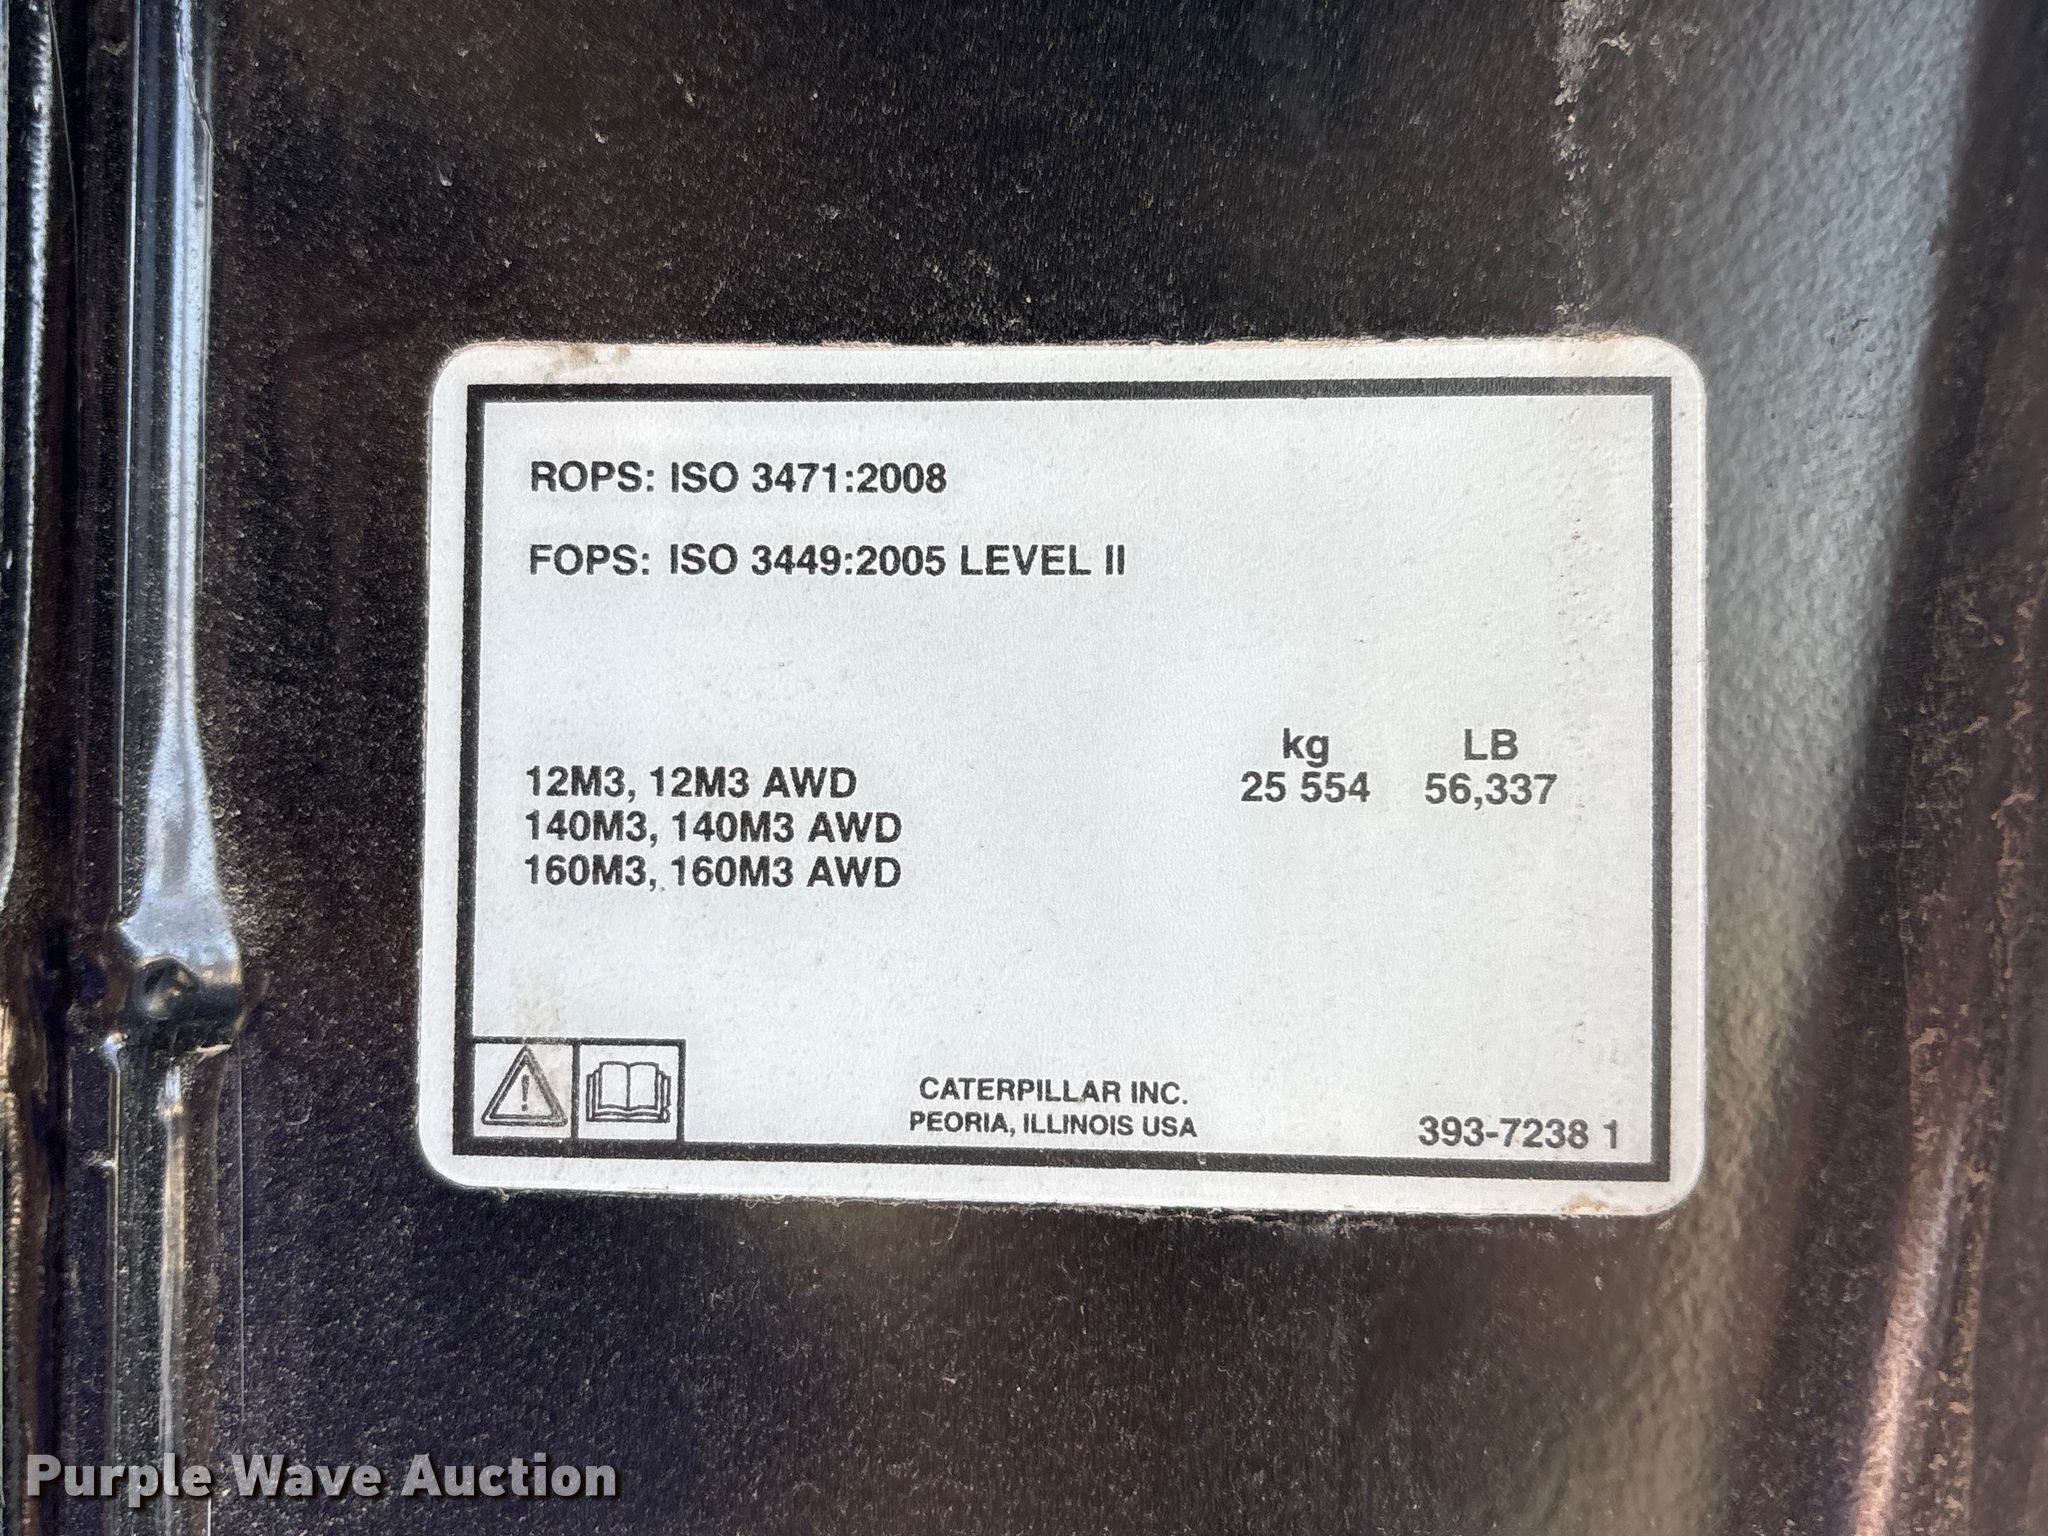 ROPS: ISO 3471:2008
FOPS: ISO 3449:2005 LEVEL II
kg LB
12M3, 12M3 AWD 25 554 56,337
140M3, 140M3 AWD
160M3, 160M3 AWD
CATERPILLAR INC.
PEORIA, ILLINOIS USA
393-7238 1
Purple Wave Auction